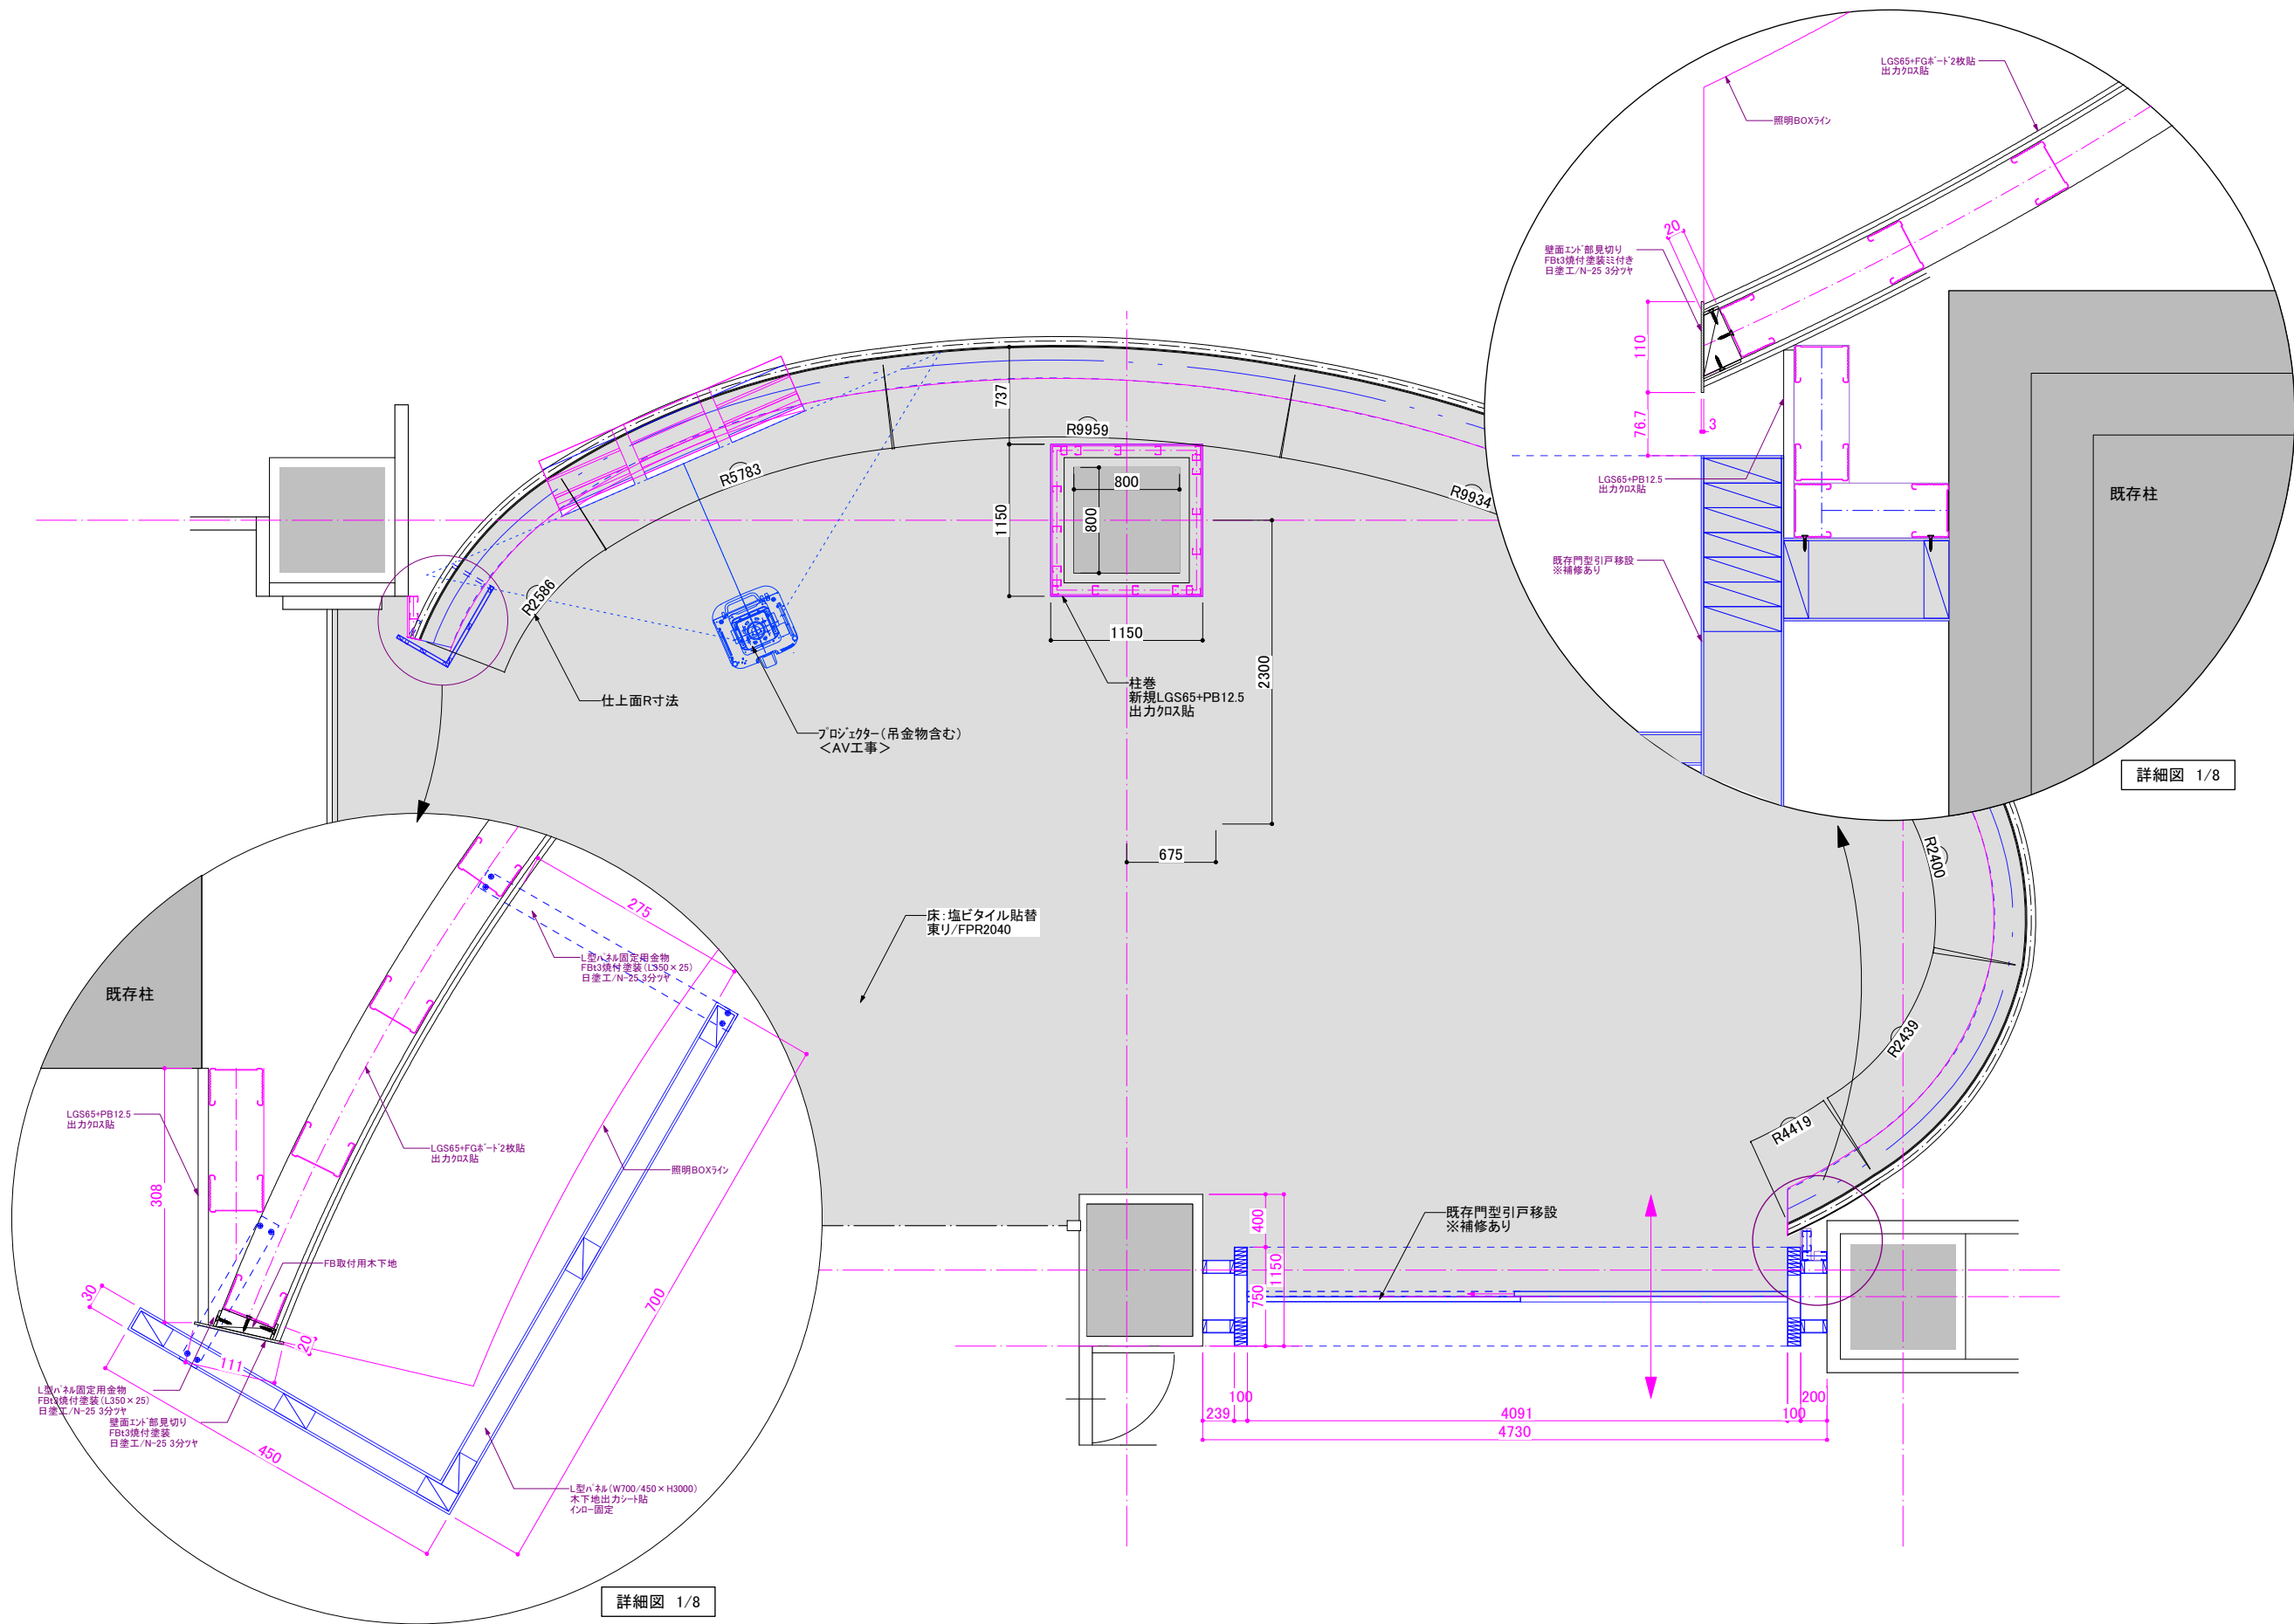 LGS65+FGﾎﾞｰﾄﾞ2枚貼
出力ｸﾛｽ貼
照明BOXﾗｲﾝ
20
壁面ｴﾝﾄﾞ部見切り
FBt3焼付塗装ﾐﾐ付き
日塗工/N-25 3分ﾂﾔ
110
76.7
3
LGS65+PB12.5
出力ｸﾛｽ貼
既存柱
既存門型引戸移設
※補修あり
詳細図 1/8
737
R9959
R5783
R9934
800
800
1150
1150
R2586
2300
675
仕上面R寸法
柱巻
新規LGS65+PB12.5
出力ｸﾛｽ貼
ﾌﾟﾛｼﾞｪｸﾀｰ(吊金物含む)
＜AV工事＞
床:塩ビタイル貼替
東リ/FPR2040
R2400
R2439
R4419
既存門型引戸移設
※補修あり
400
1150
750
100
239
4091
100
200
4730
275
L型ﾊﾟﾈﾙ固定用金物
FBt3焼付塗装(L350×25)
日塗工/N-25 3分ﾂﾔ
既存柱
LGS65+PB12.5
出力ｸﾛｽ貼
308
LGS65+FGﾎﾞｰﾄﾞ2枚貼
出力ｸﾛｽ貼
照明BOXﾗｲﾝ
FB取付用木下地
30
700
20
111
L型ﾊﾟﾈﾙ固定用金物
FBt3焼付塗装(L350×25)
日塗工/N-25 3分ﾂﾔ
壁面ｴﾝﾄﾞ部見切り
FBt3焼付塗装
日塗工/N-25 3分ﾂﾔ
450
L型ﾊﾟﾈﾙ(W700/450×H3000)
木下地出力ｼｰﾄ貼
ｲﾝﾛｰ固定
詳細図 1/8